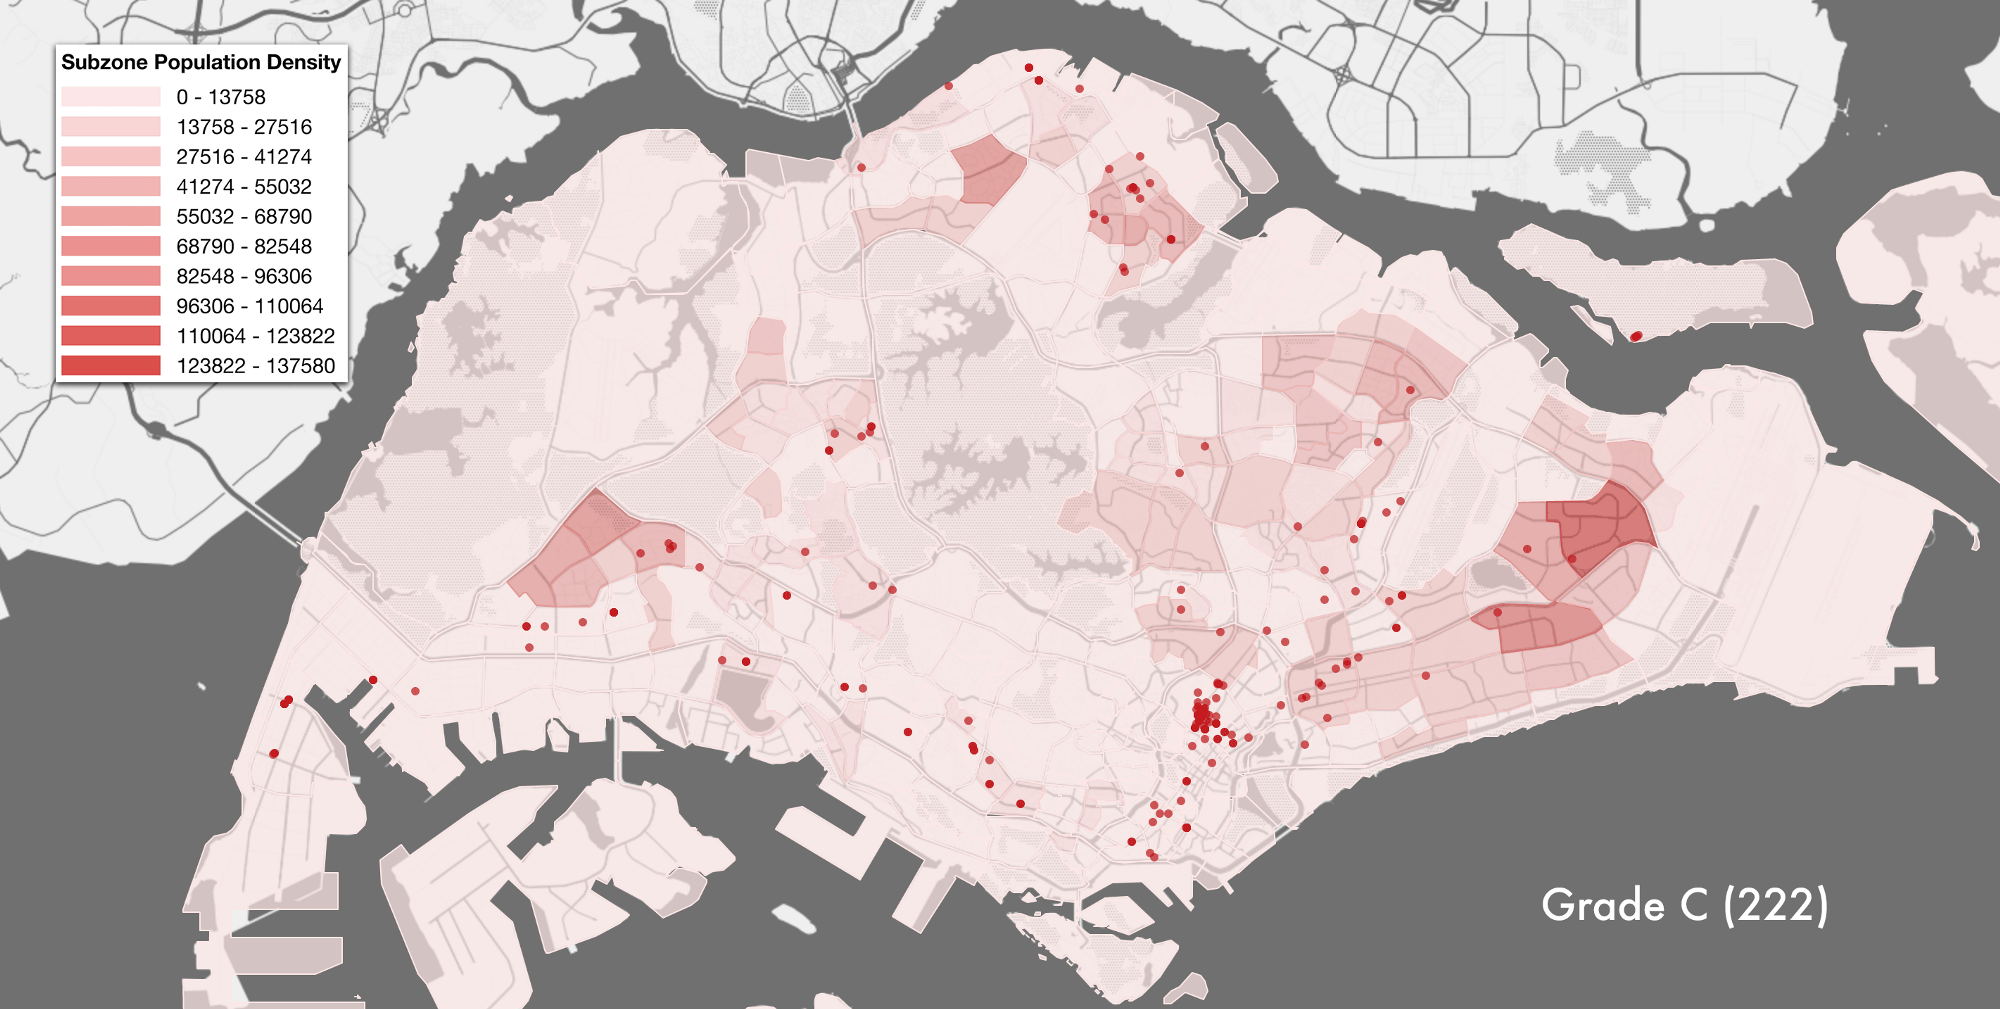 Subzone Population Density
0 - 13758
13758 - 27516
27516 - 41274
41274 - 55032
55032 - 68790
68790 - 82548
82548 - 96306
96306 - 110064
110064 - 123822
123822 - 137580
Grade C (222)